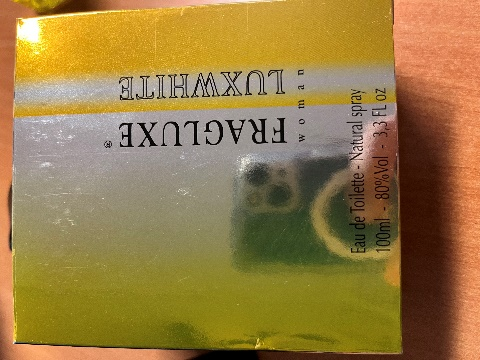 FRAGLUXE®
LUXWHITE
woman
Eau de Toilette - Natural spray
100ml - 80%Vol - 3,3 FL oz